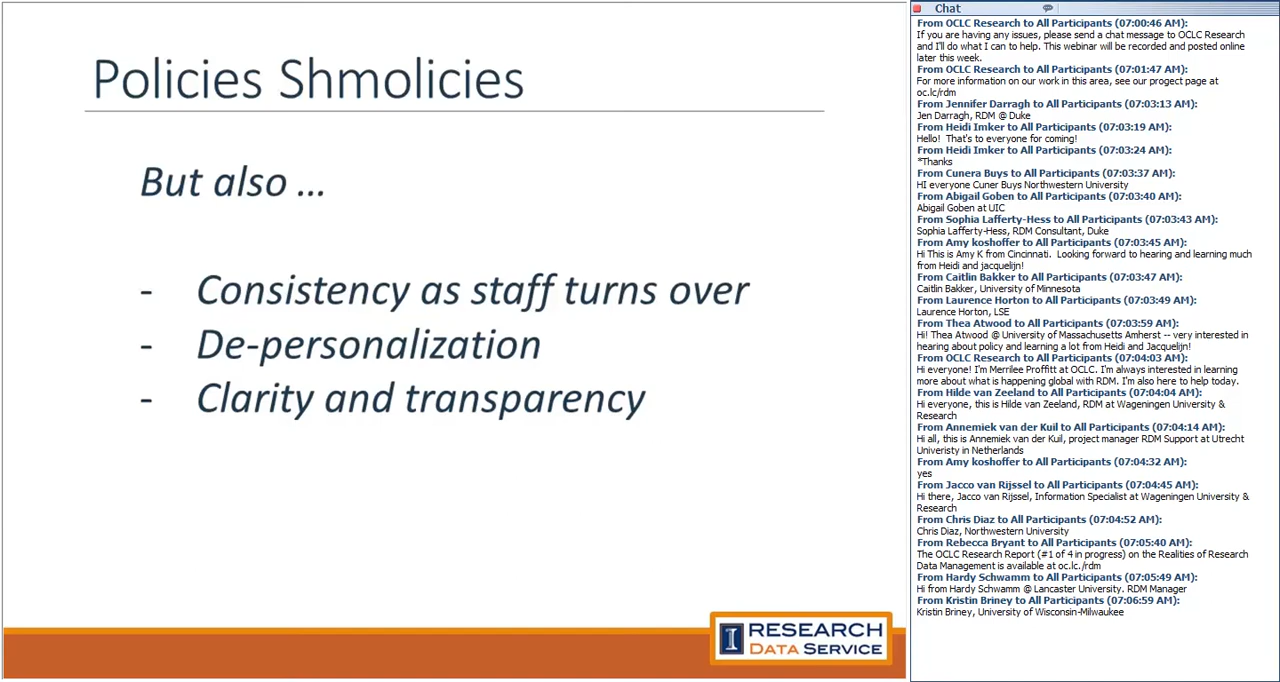 Policies Shmolicies
But also ...
- Consistency as staff turns over
- De-personalization
- Clarity and transparency
I RESEARCH
DATA SERVICE
Chat
From OCLC Research to All Participants (07:00:46 AM):
If you are having any issues, please send a chat message to OCLC Research
and I'll do what I can to help. This webinar will be recorded and posted online
later this week.
From OCLC Research to All Participants (07:01:47 AM):
For more information on our work in this area, see our progect page at
oc.lc/rdm
From Jennifer Darragh to All Participants (07:03:13 AM):
Jen Darragh, RDM @ Duke
From Heidi Imker to All Participants (07:03:19 AM):
Hello! That's to everyone for coming!
From Heidi Imker to All Participants (07:03:24 AM):
*Thanks
From Cunera Buys to All Participants (07:03:37 AM):
HI everyone Cuner Buys Northwestern University
From Abigail Goben to All Participants (07:03:40 AM):
Abigail Goben at UIC
From Sophia Lafferty-Hess to All Participants (07:03:43 AM):
Sophia Lafferty-Hess, RDM Consultant, Duke
From Amy koshoffer to All Participants (07:03:45 AM):
Hi This is Amy K from Cincinnati. Looking forward to hearing and learning much
from Heidi and jacquelijn!
From Caitlin Bakker to All Participants (07:03:47 AM):
Caitlin Bakker, University of Minnesota
From Laurence Horton to All Participants (07:03:49 AM):
Laurence Horton, LSE
From Thea Atwood to All Participants (07:03:59 AM):
Hi! Thea Atwood @ University of Massachusetts Amherst -- very interested in
hearing about policy and learning a lot from Heidi and Jacquelijn!
From OCLC Research to All Participants (07:04:03 AM):
Hi everyone! I'm Merrilee Proffitt at OCLC. I'm always interested in learning
more about what is happening global with RDM. I'm also here to help today.
From Hilde van Zeeland to All Participants (07:04:04 AM):
Hi everyone, this is Hilde van Zeeland, RDM at Wageningen University &
Research
From Annemiek van der Kuil to All Participants (07:04:14 AM):
Hi all, this is Annemiek van der Kuil, project manager RDM Support at Utrecht
Univeristy in Netherlands
From Amy koshoffer to All Participants (07:04:32 AM):
yes
From Jacco van Rijssel to All Participants (07:04:45 AM):
Hi there, Jacco van Rijssel, Information Specialist at Wageningen University &
Research
From Chris Diaz to All Participants (07:04:52 AM):
Chris Diaz, Northwestern University
From Rebecca Bryant to All Participants (07:05:40 AM):
The OCLC Research Report (#1 of 4 in progress) on the Realities of Research
Data Management is available at oc.lc./rdm
From Hardy Schwamm to All Participants (07:05:49 AM):
Hi from Hardy Schwamm @ Lancaster University. RDM Manager
From Kristin Briney to All Participants (07:06:59 AM):
Kristin Briney, University of Wisconsin-Milwaukee